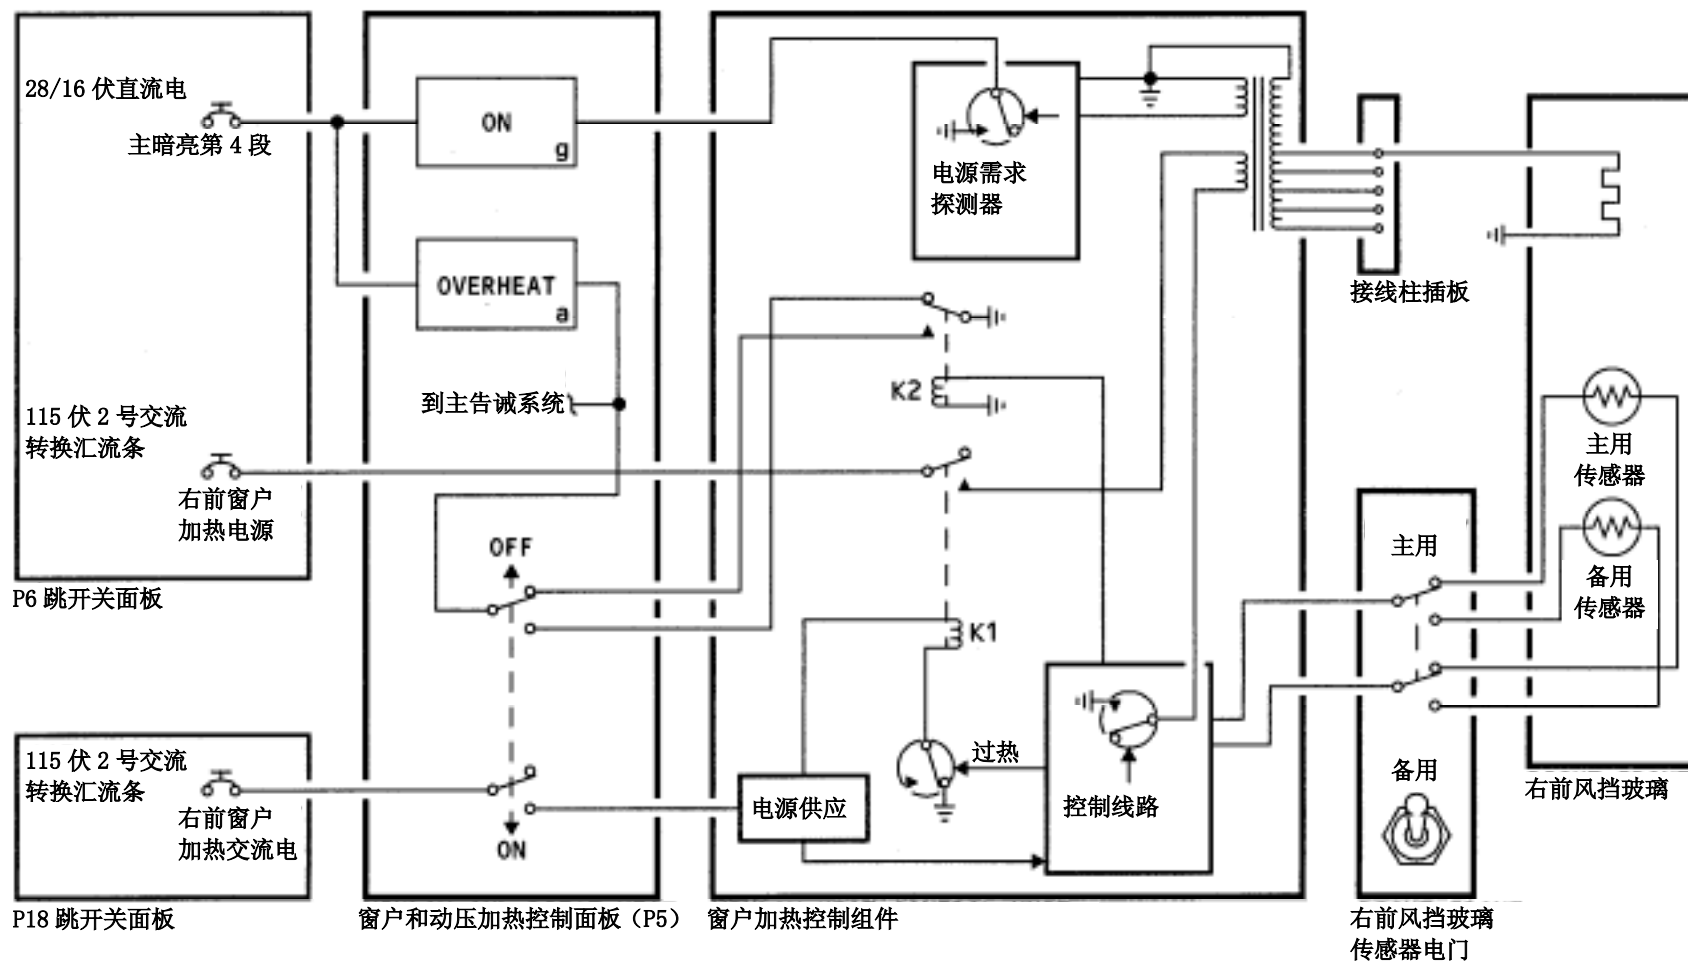 28/16 伏直流电
主暗亮第 4 段
115 伏 2 号交流
转换汇流条
右前窗户
加热电源
P6 跳开关面板
115 伏 2 号交流
转换汇流条
右前窗户
加热交流电
P18 跳开关面板
ON
g
OVERHEAT
a
到主告诫系统
OFF
ON
窗户和动压加热控制面板（P5）
电源需求
探测器
K2
K1
过热
电源供应
控制线路
窗户加热控制组件
接线柱插板
主用
备用
右前风挡玻璃
传感器电门
主用
传感器
备用
传感器
右前风挡玻璃